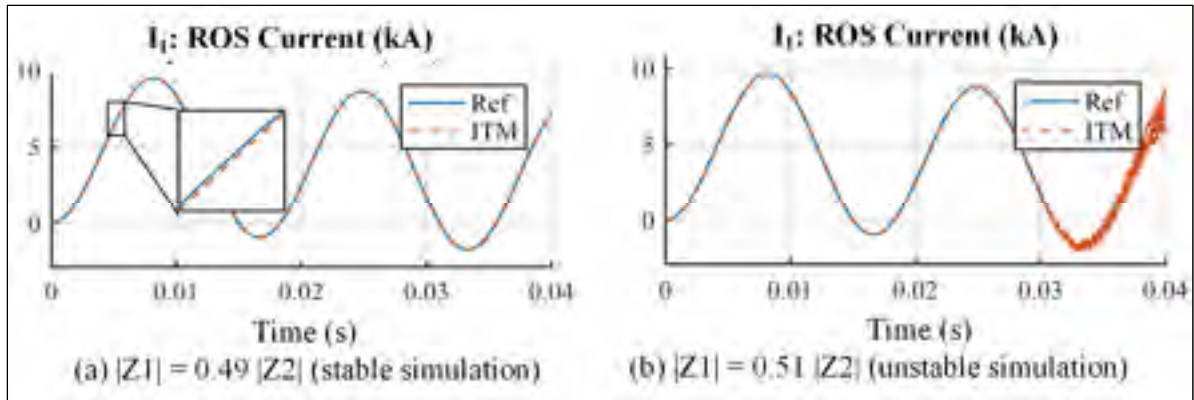 I₁: ROS Current (kA)
10
5
0
Ref
ITM
0 0.01 0.02 0.03 0.04
Time (s)
(a) |Z1| = 0.49 |Z2| (stable simulation)
I₁: ROS Current (kA)
10
5
0
Ref
ITM
0 0.01 0.02 0.03 0.04
Time (s)
(b) |Z1| = 0.51 |Z2| (unstable simulation)